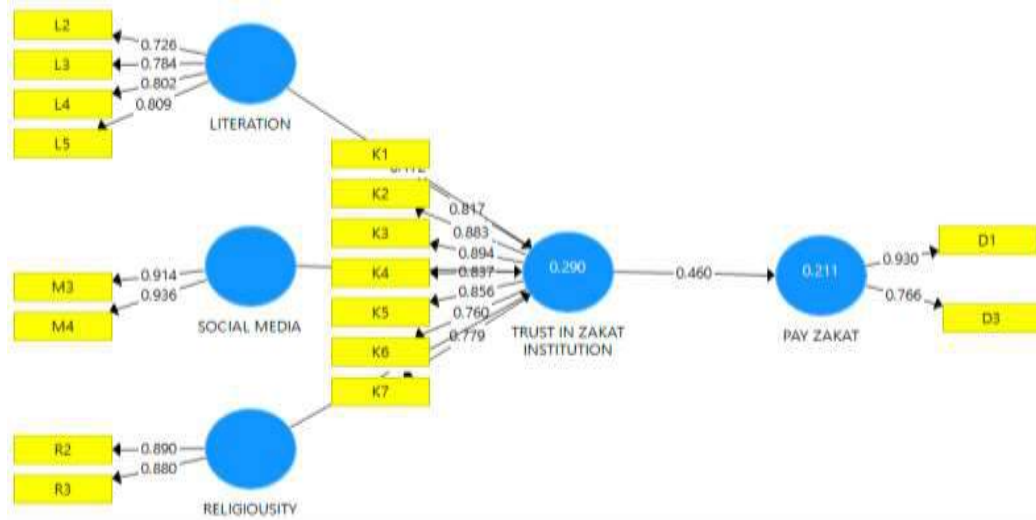 L2
0.726
L3
0.784
L4
0.802
L5
0.809
LITERATION
K1
K2
0.817
K3
0.883
K4
0.894
K5
0.837
K6
0.856
K7
0.760
0.779
M3
0.914
M4
0.936
SOCIAL MEDIA
R2
0.890
R3
0.880
RELIGIOUSITY
0.290
TRUST IN ZAKAT
INSTITUTION
0.460
0.211
PAY ZAKAT
D1
0.930
D3
0.766